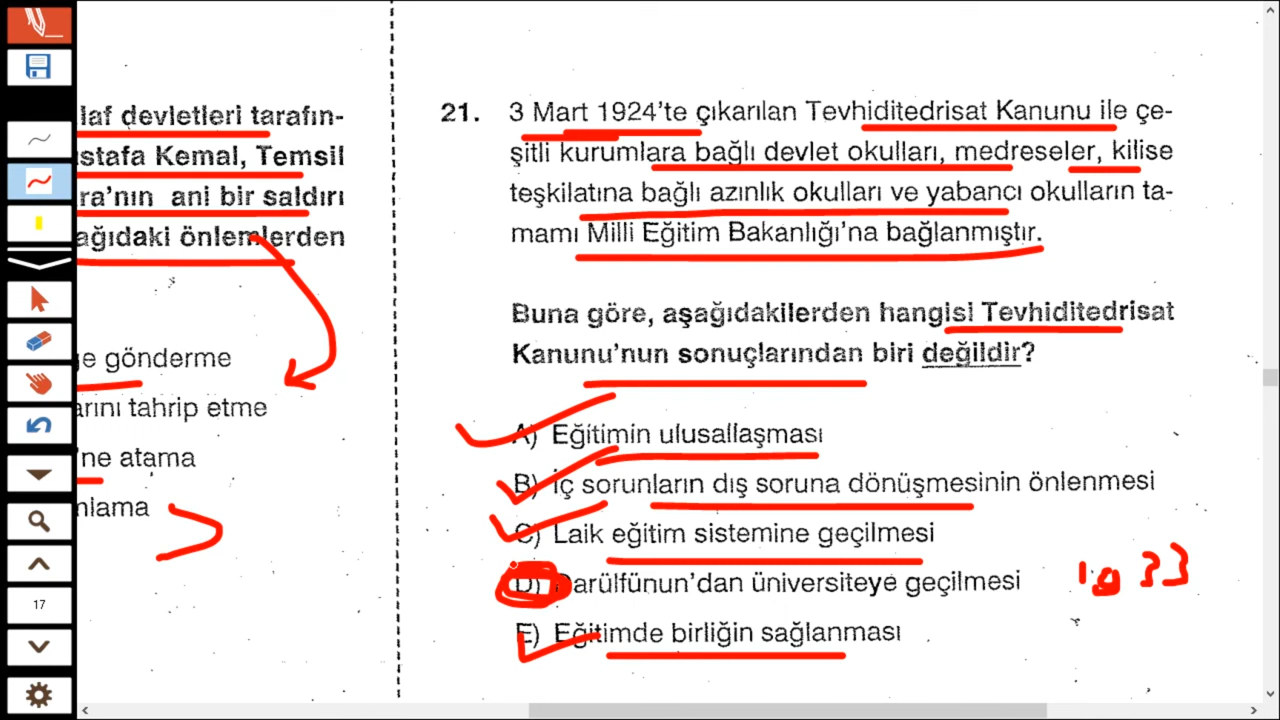 laf devletleri tarafın-
stafa Kemal, Temsil
ra'nın ani bir saldırı
ağıdaki önlemlerden
ge gönderme
arını tahrip etme
'ne atama
nlama
17
21. 3 Mart 1924'te çıkarılan Tevhiditedrisat Kanunu ile çe-
şitli kurumlara bağlı devlet okulları, medreseler, kilise
teşkilatına bağlı azınlık okulları ve yabancı okulların ta-
mamı Milli Eğitim Bakanlığı'na bağlanmıştır.
Buna göre, aşağıdakilerden hangisi Tevhiditedrisat
Kanunu'nun sonuçlarından biri değildir?
A) Eğitimin ulusallaşması
B) İç sorunların dış soruna dönüşmesinin önlenmesi
C) Laik eğitim sistemine geçilmesi
D) Darülfünun'dan üniversiteye geçilmesi 1933
E) Eğitimde birliğin sağlanması